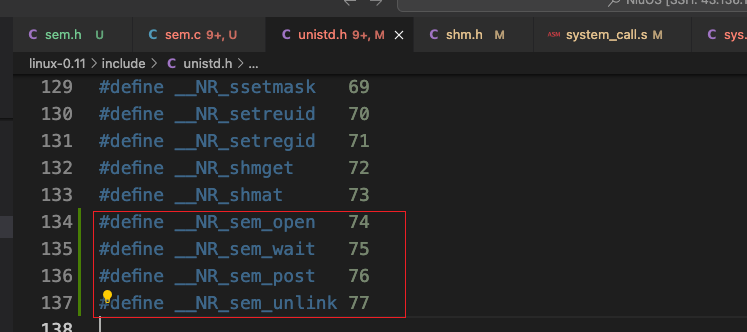 NIUOS [SSH: 43.136.1
C sem.h U
C sem.c 9+, U
C unistd.h 9+, M
C shm.h M
ASM system_call.s M
C sys.
linux-0.11 > include > C unistd.h > ...
129 #define __NR_ssetmask 69
130 #define __NR_setreuid 70
131 #define __NR_setregid 71
132 #define __NR_shmget 72
133 #define __NR_shmat 73
134 #define __NR_sem_open 74
135 #define __NR_sem_wait 75
136 #define __NR_sem_post 76
137 #define __NR_sem_unlink 77
138